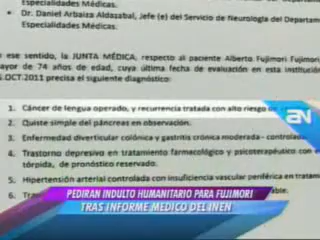 Especialidades Médicas.
Dr. Daniel Arbaiza Aldazabal, Jefe (e) del Servicio de Neurología del Departame
Especialidades Médicas.
ese sentido, la JUNTA MÉDICA, respecto al paciente Alberto Fujimori Fujimori
ayor de 74 años de edad, cuya última fecha de evaluación en esta institución
.OCT.2011 precisa el siguiente diagnóstico:
1. Cáncer de lengua operado, y recurrencia tratada con alto riesgo de
2. Quiste simple del páncreas en observación.
3. Enfermedad diverticular colónica y gastritis crónica moderada - controlada
4. Trastorno depresivo en tratamiento farmacológico y psicoterapéutico con e
tórpida, de pronóstico reservado.
5. Hipertensión arterial controlada con insuficiencia vascular periférica en trata
6.
PEDIRAN INDULTO HUMANITARIO PARA FUJIMORI
TRAS INFORME MEDICO DEL INEN